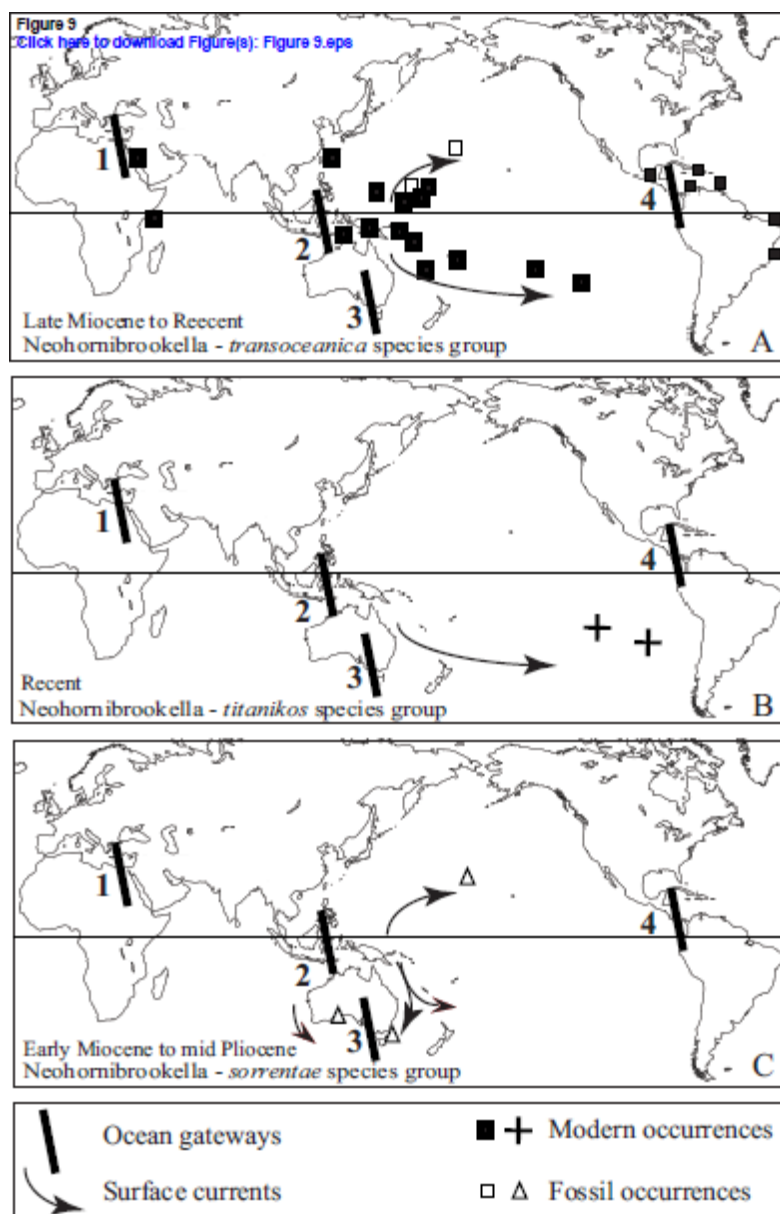 Figure 9
Click here to download Figure(s): Figure 9.eps
1
2
3
4
Late Miocene to Reecent
Neohornibrookella - transoceanica species group
A
1
2
3
4
Recent
Neohornibrookella - titanikos species group
B
1
2
3
4
Early Miocene to mid Pliocene
Neohornibrookella - sorrentae species group
C
Ocean gateways
Modern occurrences
Surface currents
Fossil occurrences